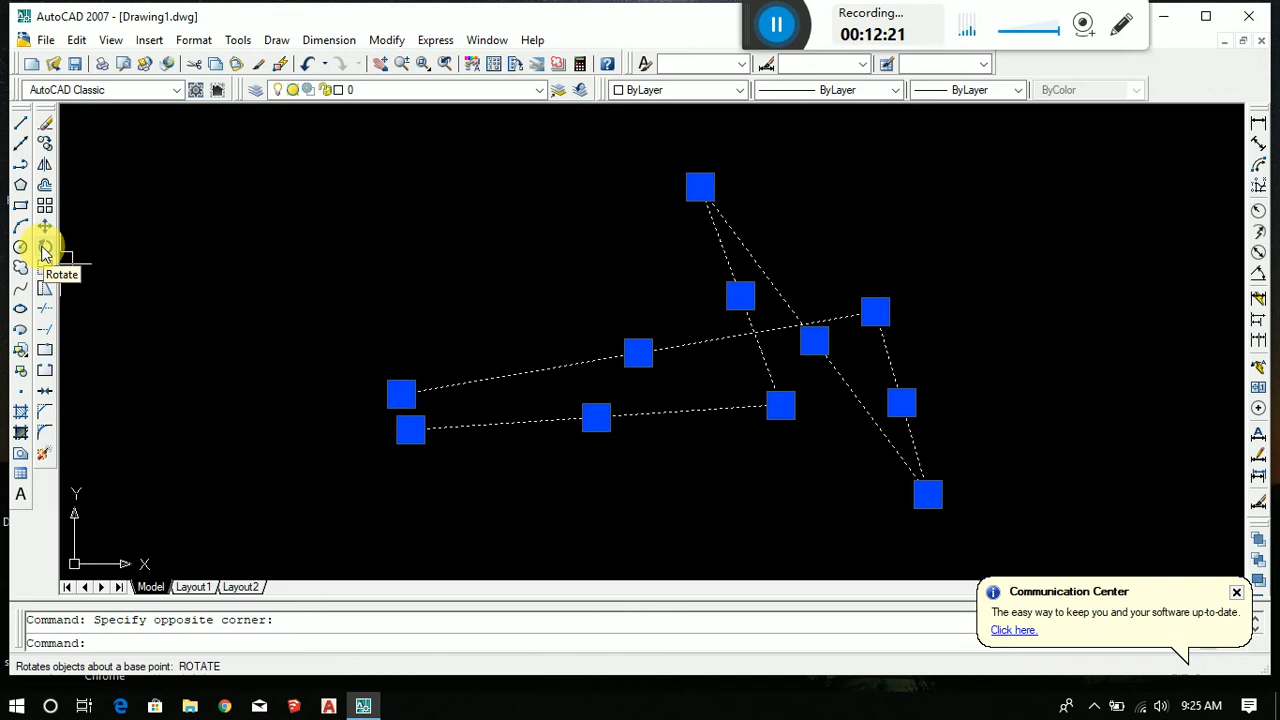 AutoCAD 2007 - [Drawing1.dwg]
Recording...
00:12:21
File Edit View Insert Format Tools Draw Dimension Modify Express Window Help
AutoCAD Classic
0
ByLayer
ByLayer
ByLayer
ByColor
Rotate
A
Y
X
Model Layout1 Layout2
Communication Center
The easy way to keep you and your software up-to-date.
Click here.
Command: Specify opposite corner:
Command:
Rotates objects about a base point: ROTATE
Chrome
9:25 AM